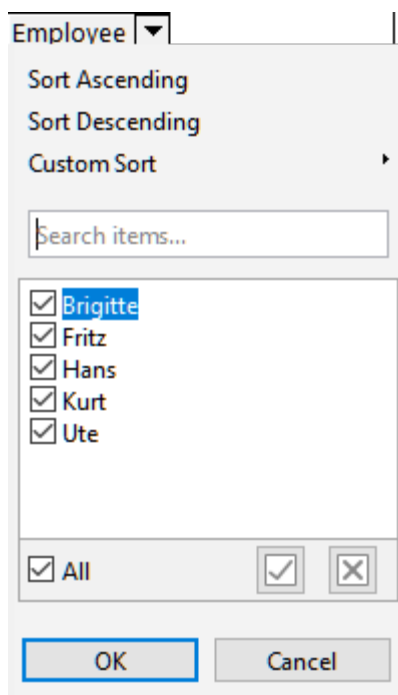 Employee
Sort Ascending
Sort Descending
Custom Sort
Search items...
Brigitte
Fritz
Hans
Kurt
Ute
All
OK
Cancel